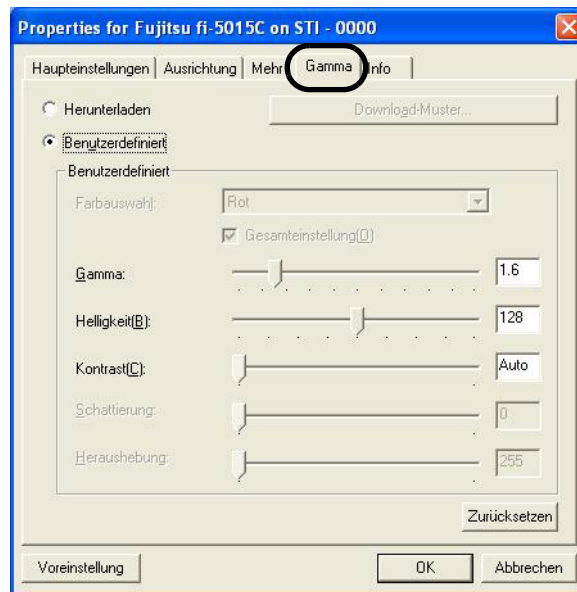 Properties for Fujitsu fi-5015C on STI - 0000
Haupteinstellungen Ausrichtung Mehr Gamma Info
Herunterladen Download-Muster...
Benutzerdefiniert
Benutzerdefiniert
Farbauswahl: Rot
Gesamteinstellung(O)
Gamma: 1.6
Helligkeit(B): 128
Kontrast(C): Auto
Schattierung: 0
Heraushebung: 255
Zurücksetzen
Voreinstellung OK Abbrechen